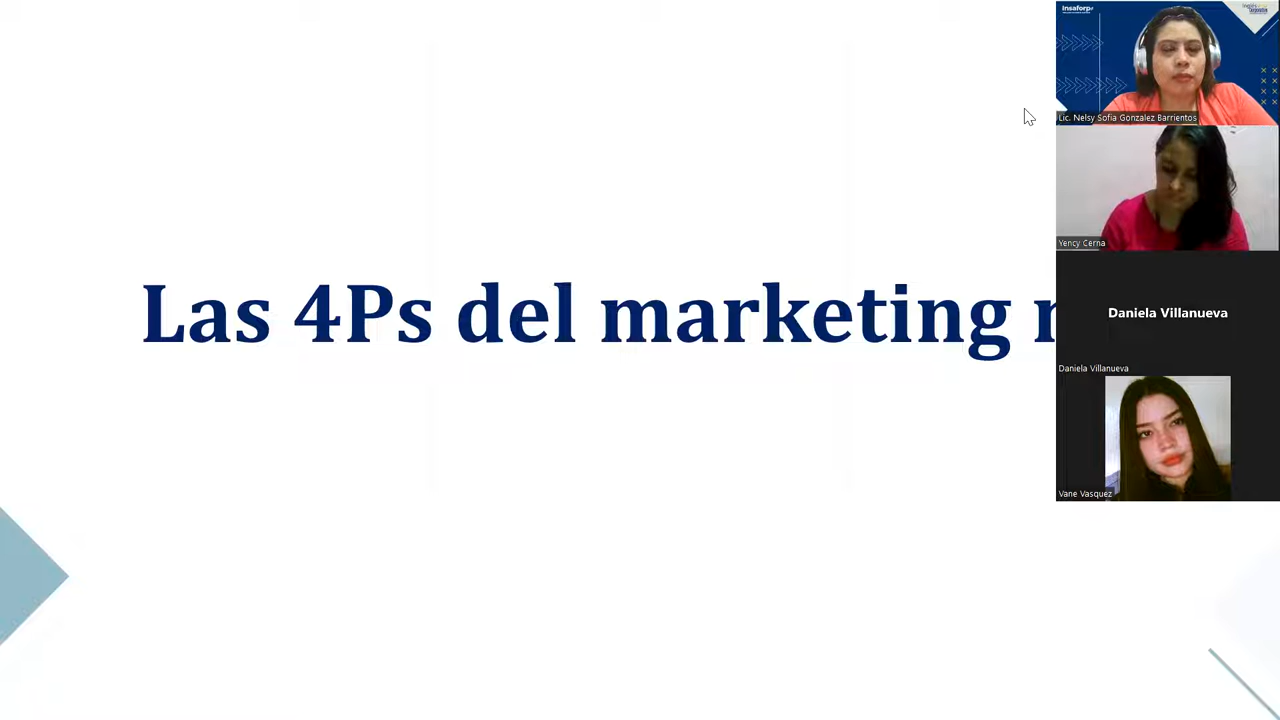 Las 4Ps del marketing
Insaforp
Lic. Nelsy Sofia Gonzalez Barrientos
Yency Cerna
Daniela Villanueva
Daniela Villanueva
Vane Vasquez